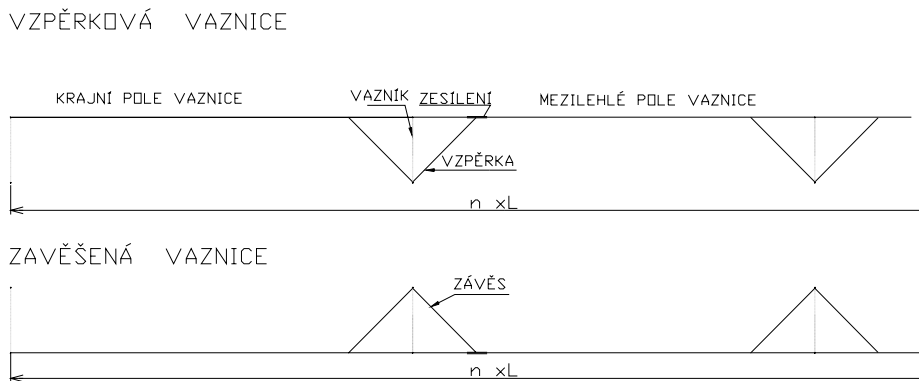 VZPĚRKOVÁ VAZNICE
KRAJNÍ POLE VAZNICE
VAZNÍK
ZESÍLENÍ
MEZILEHLÉ POLE VAZNICE
VZPĚRKA
n xL
ZAVĚŠENÁ VAZNICE
ZÁVĚS
n xL